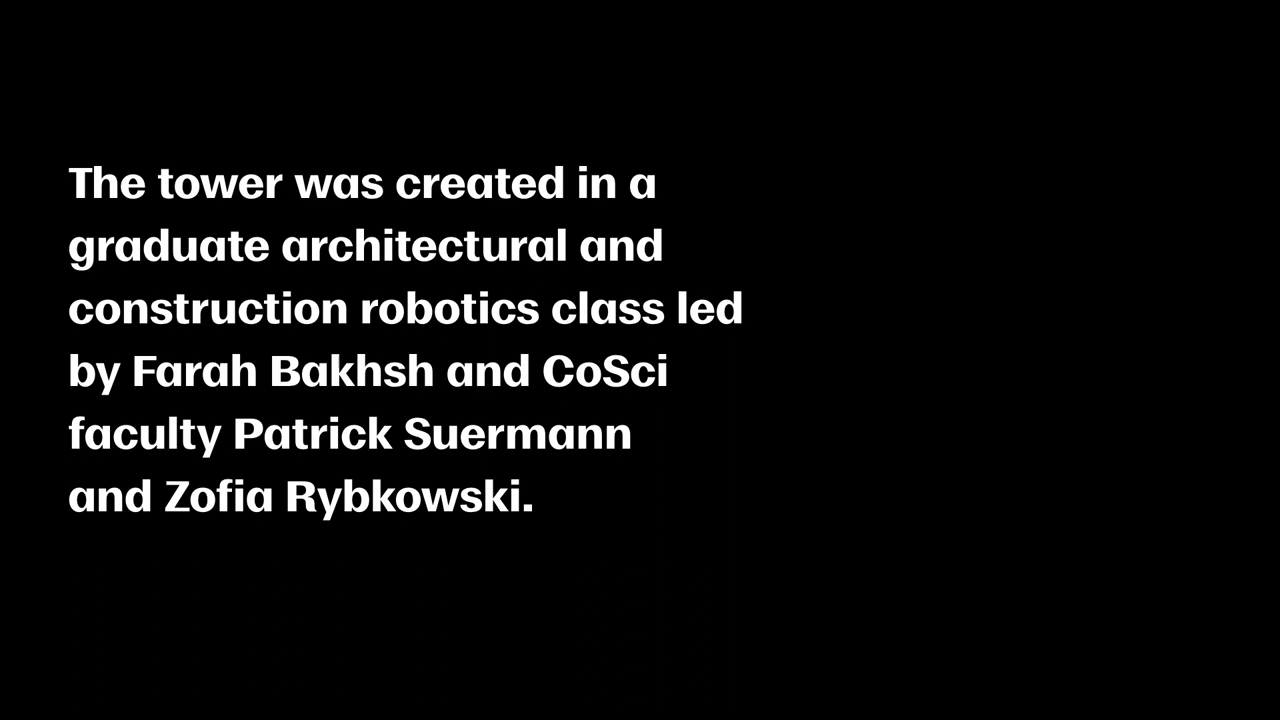 The tower was created in a
graduate architectural and
construction robotics class led
by Farah Bakhsh and CoSci
faculty Patrick Suermann
and Zofia Rybkowski.